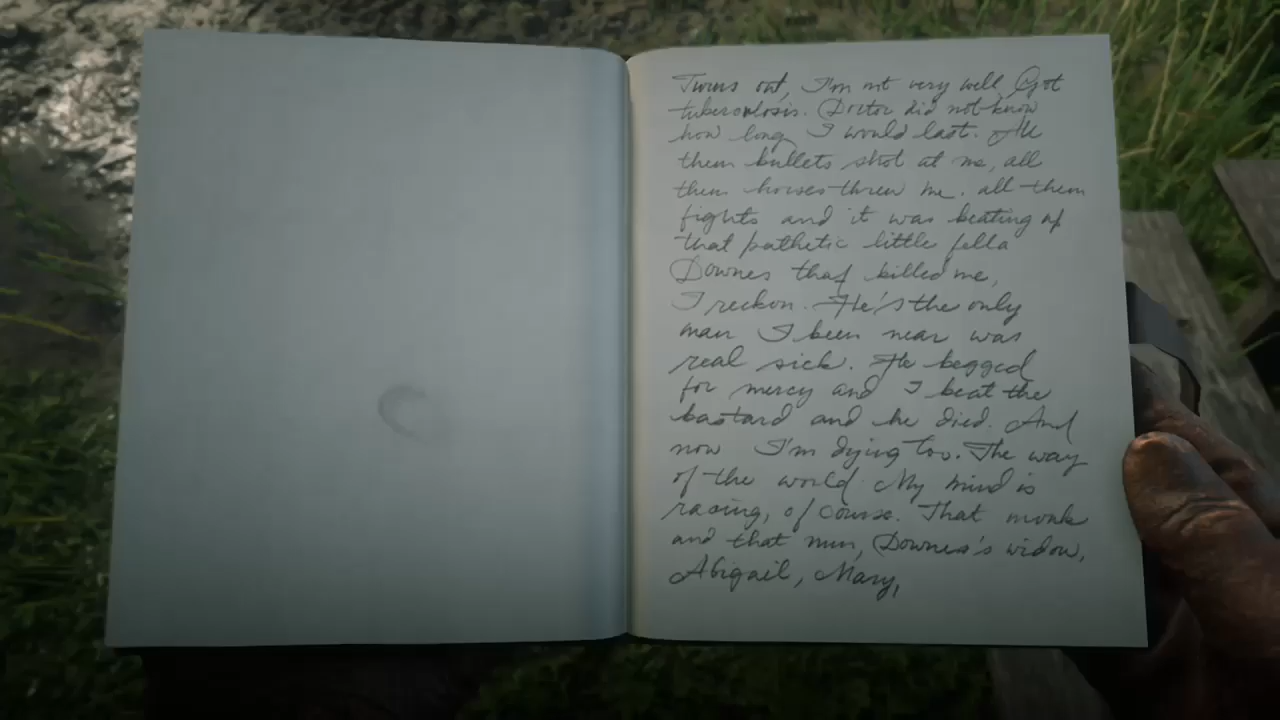 Turns out, I'm not very well Got
tuberculosis. Doctor did not know
how long I would last. All
them bullets shot at me, all
them horses threw me. all them
fights and it was beating up
that pathetic little fella
Downes that killed me,
I reckon. He's the only
man I been near was
real sick. He begged
for mercy and I beat the
bastard and he died. And
now I'm dying too. The way
of the world My mind is
racing, of course. That monk
and that nun, Downes's widow,
Abigail, Mary,